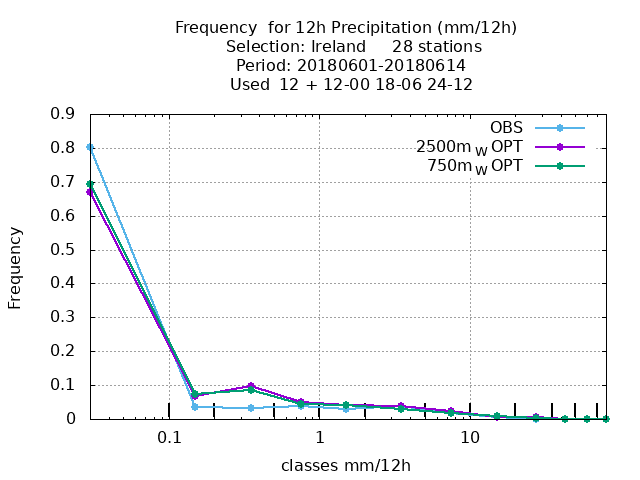 Frequency  for 12h Precipitation (mm/12h)
Selection: Ireland     28 stations
Period: 20180601-20180614
Used  12 + 12-00 18-06 24-12
OBS
2500m_W OPT
750m_W OPT
0.9
0.8
0.7
0.6
0.5
0.4
0.3
0.2
0.1
0
Frequency
0.1 1 10
classes mm/12h